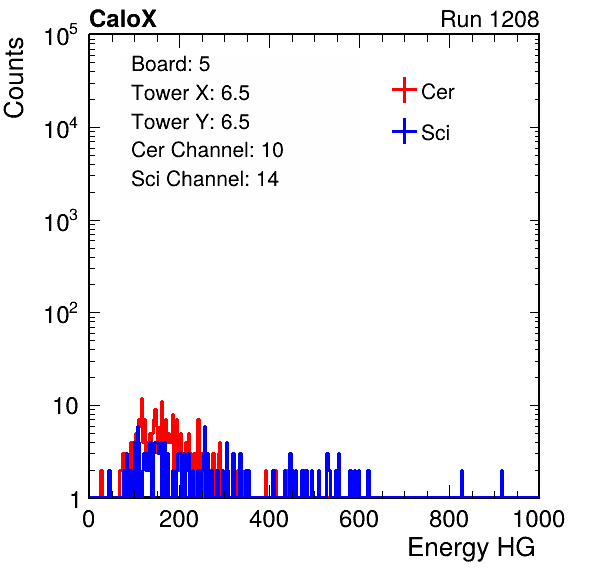 CaloX Run 1208
Counts
10^5
10^4
10^3
10^2
10
1
Board: 5
Tower X: 6.5
Tower Y: 6.5
Cer Channel: 10
Sci Channel: 14
Cer
Sci
0 200 400 600 800 1000
Energy HG